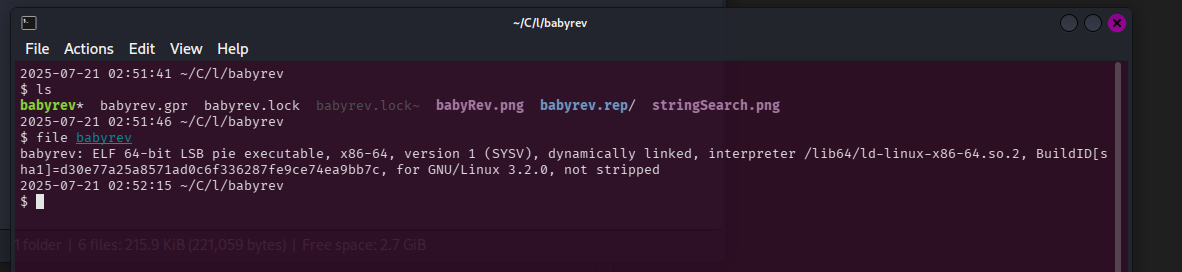 ~/C/l/babyrev
File Actions Edit View Help
2025-07-21 02:51:41 ~/C/l/babyrev
$ ls
babyrev* babyrev.gpr babyrev.lock babyrev.lock~ babyRev.png babyrev.rep/ stringSearch.png
2025-07-21 02:51:46 ~/C/l/babyrev
$ file babyrev
babyrev: ELF 64-bit LSB pie executable, x86-64, version 1 (SYSV), dynamically linked, interpreter /lib64/ld-linux-x86-64.so.2, BuildID[s
ha1]=d30e77a25a8571ad0c6f336287fe9ce74ea9bb7c, for GNU/Linux 3.2.0, not stripped
2025-07-21 02:52:15 ~/C/l/babyrev
$
1 folder | 6 files: 215.9 KiB (221,059 bytes) | Free space: 2.7 GiB